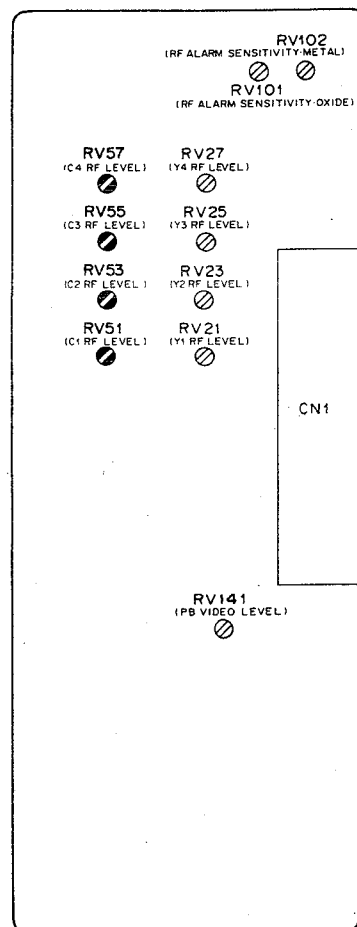 RV102
(RF ALARM SENSITIVITY-METAL)
RV101
(RF ALARM SENSITIVITY-OXIDE)
RV57
(C4 RF LEVEL)
RV27
(Y4 RF LEVEL)
RV55
(C3 RF LEVEL)
RV25
(Y3 RF LEVEL)
RV53
(C2 RF LEVEL)
RV23
(Y2 RF LEVEL)
RV51
(C1 RF LEVEL)
RV21
(Y1 RF LEVEL)
CN1
RV141
(PB VIDEO LEVEL)